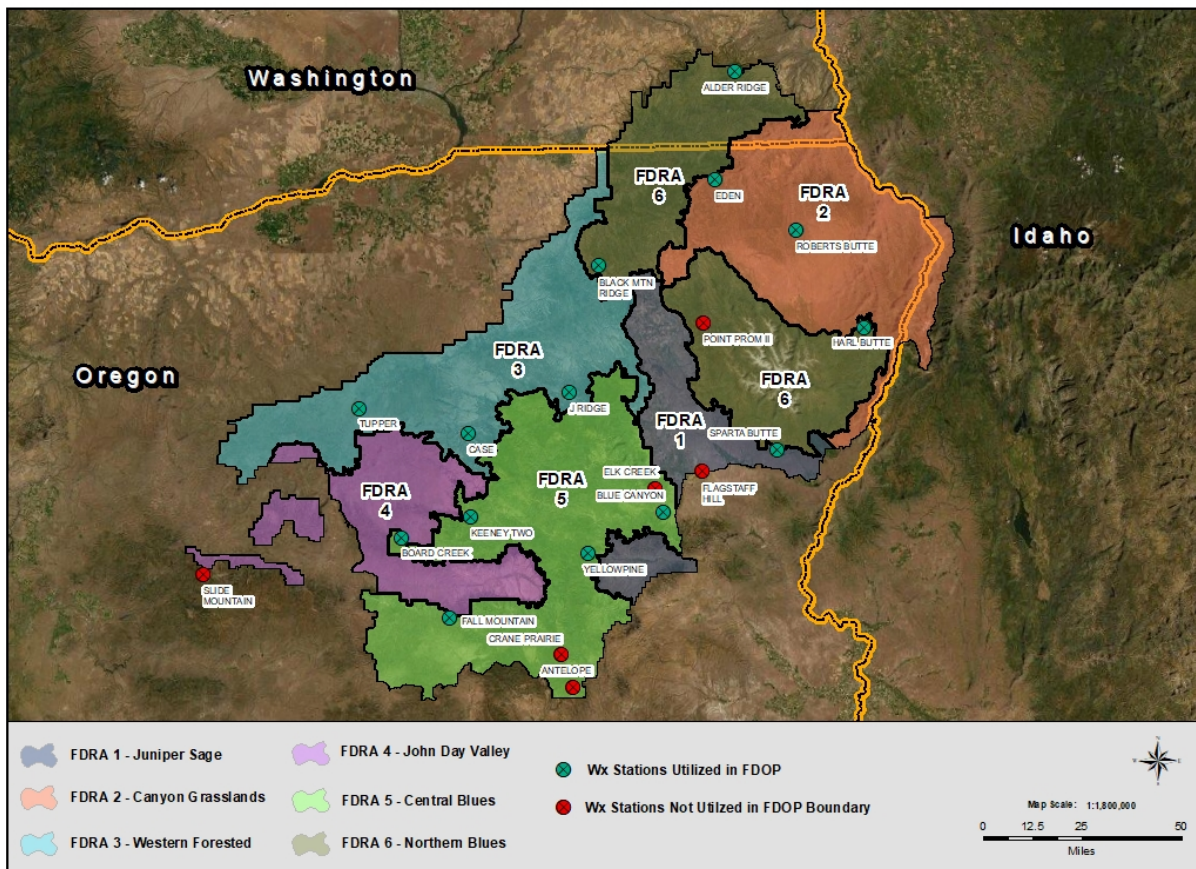 Washington
ALDER RIDGE
FDRA
6
EDEN
FDRA
2
ROBERTS BUTTE
Idaho
BLACK MTN
RIDGE
POINT PROM II
HARL BUTTE
Oregon
FDRA
3
FDRA
6
J RIDGE
TUPPER
FDRA
1
SPARTA BUTTE
CASE
ELK CREEK
FLAGSTAFF
HILL
FDRA
4
FDRA
5
BLUE CANYON
KEENEY TWO
BOARD CREEK
YELLOWPINE
SLIDE
MOUNTAIN
FALL MOUNTAIN
CRANE PRAIRIE
ANTELOPE
FDRA 1 - Juniper Sage
FDRA 2 - Canyon Grasslands
FDRA 3 - Western Forested
FDRA 4 - John Day Valley
FDRA 5 - Central Blues
FDRA 6 - Northern Blues
Wx Stations Utilized in FDOP
Wx Stations Not Utilzed in FDOP Boundary
N
W E
S
Map Scale: 1:1,800,000
0 12.5 25 50
Miles